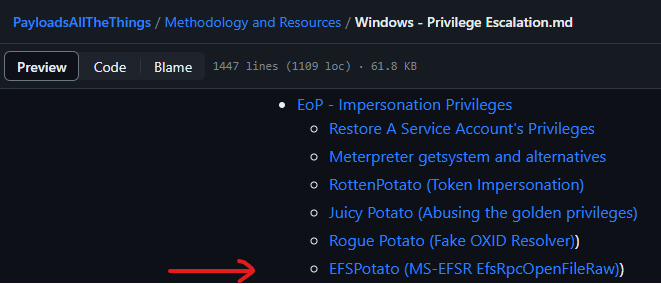 PayloadsAllTheThings / Methodology and Resources / Windows - Privilege Escalation.md
Preview Code Blame 1447 lines (1109 loc) · 61.8 KB
EoP - Impersonation Privileges
Restore A Service Account's Privileges
Meterpreter getsystem and alternatives
RottenPotato (Token Impersonation)
Juicy Potato (Abusing the golden privileges)
Rogue Potato (Fake OXID Resolver))
EFSPotato (MS-EFSR EfsRpcOpenFileRaw))